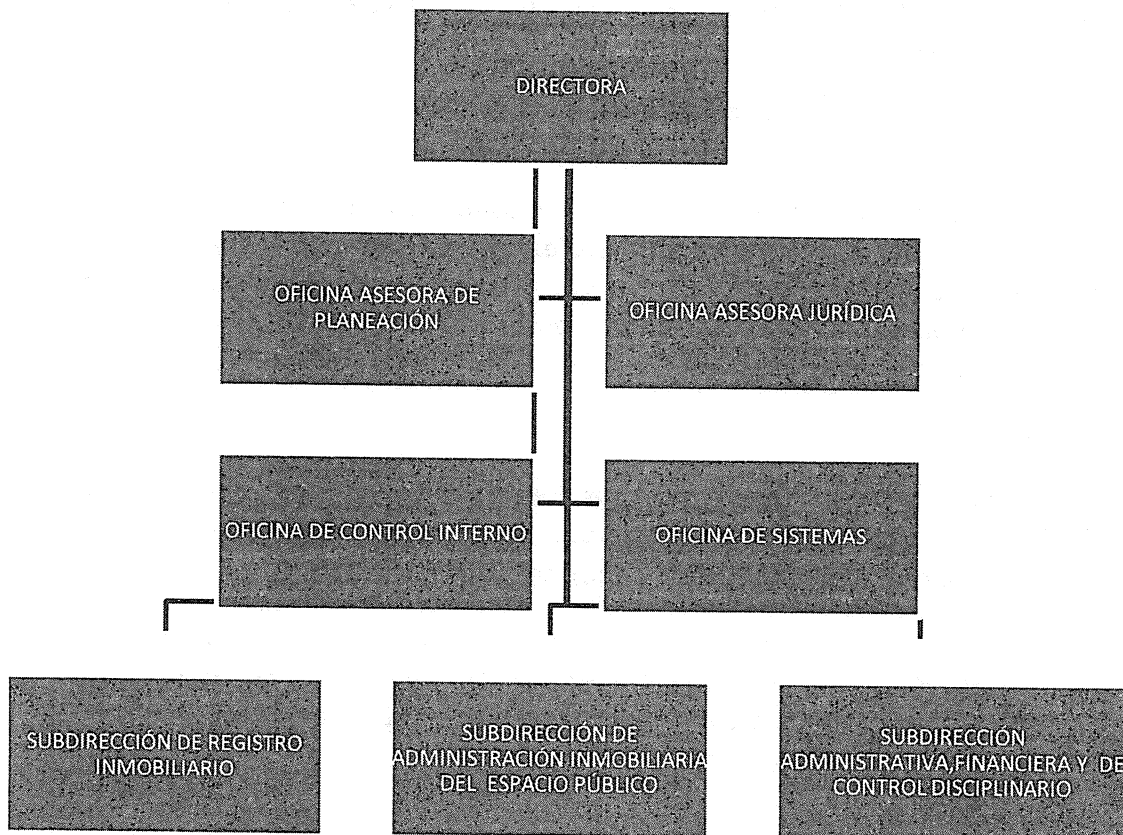 DIRECTORA
OFICINA ASESORA DE
PLANEACIÓN
OFICINA ASESORA JURÍDICA
OFICINA DE CONTROL INTERNO
OFICINA DE SISTEMAS
SUBDIRECCIÓN DE REGISTRO
INMOBILIARIO
SUBDIRECCIÓN DE
ADMINISTRACIÓN INMOBILIARIA
DEL ESPACIO PÚBLICO
SUBDIRECCIÓN
ADMINISTRATIVA,FINANCIERA Y DE
CONTROL DISCIPLINARIO